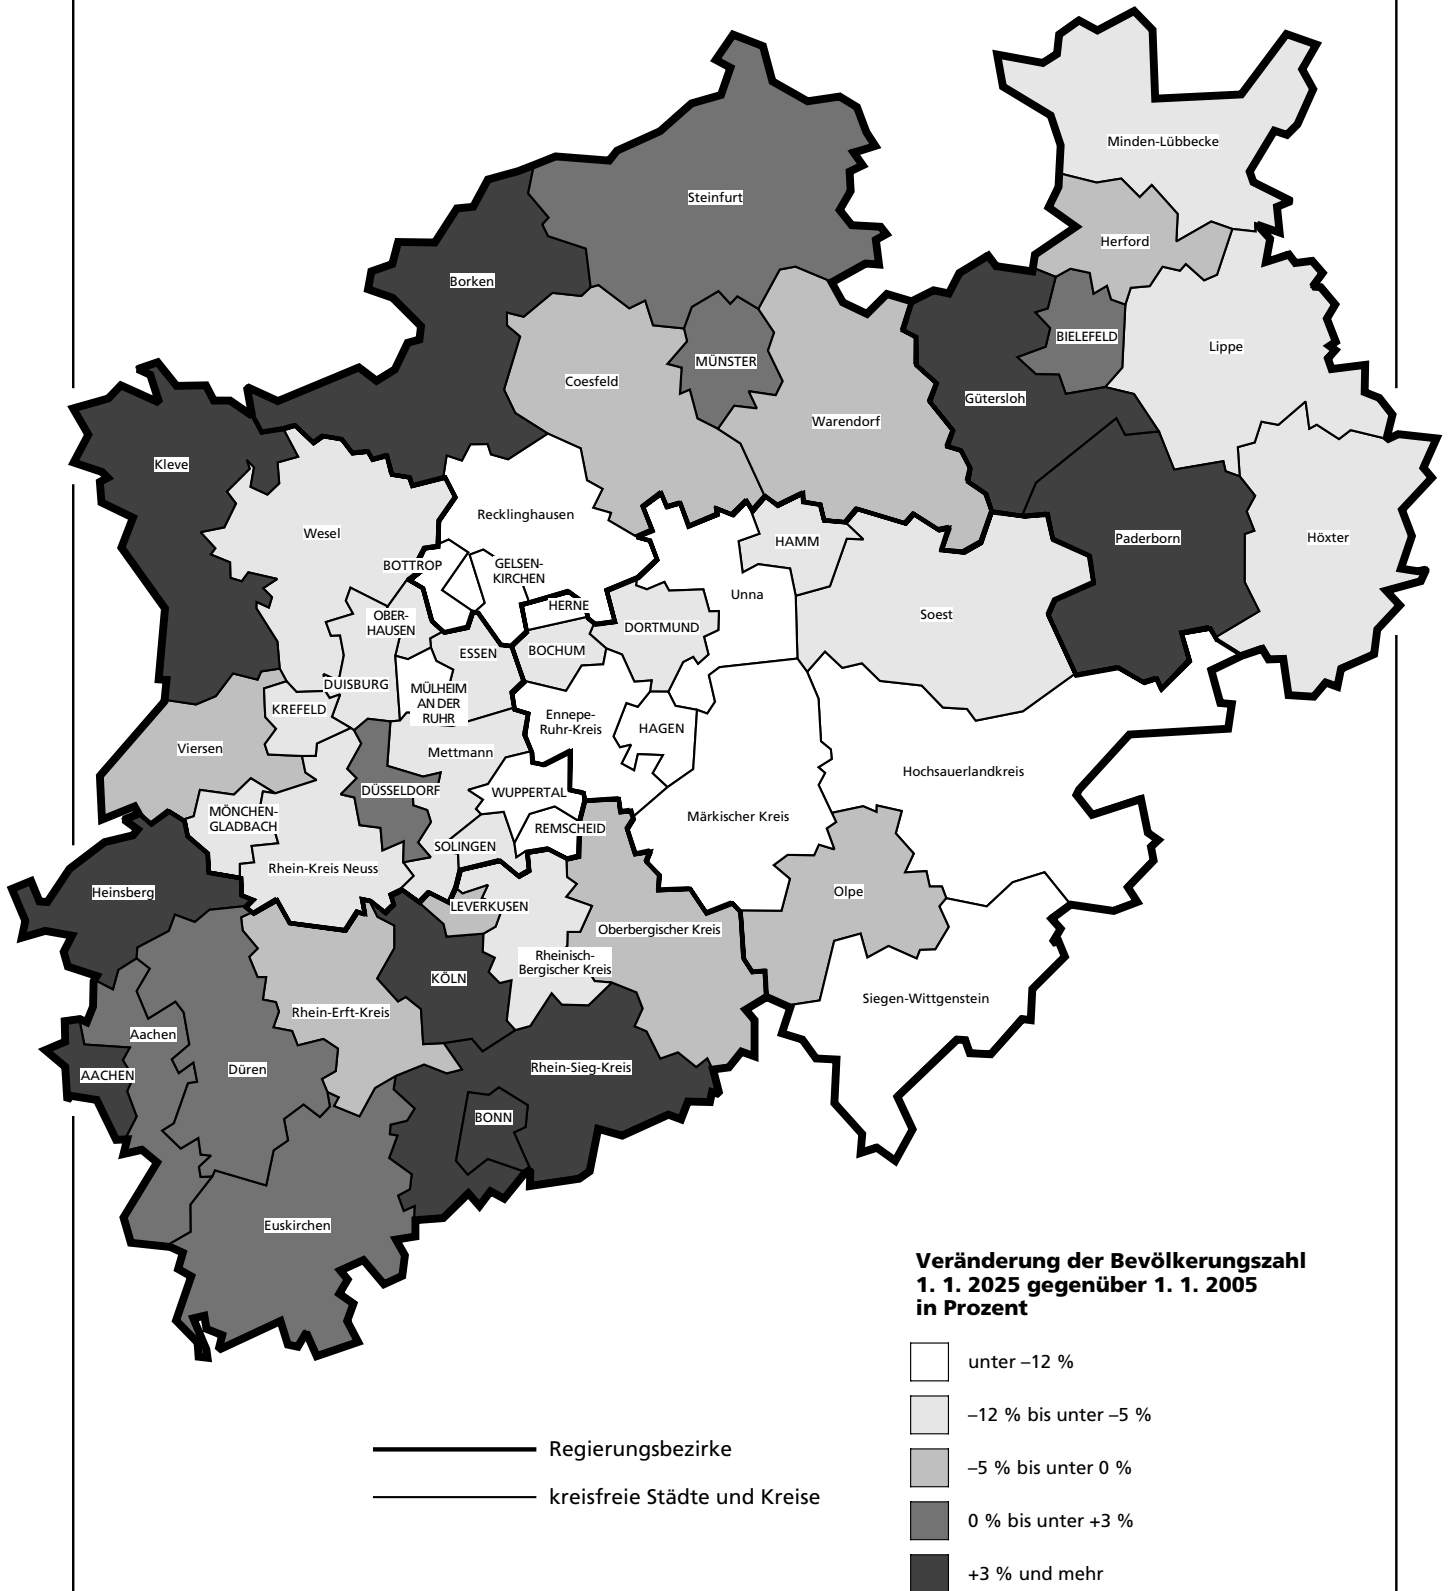 Minden-Lübbecke
Steinfurt
Herford
Borken
BIELEFELD
Lippe
MÜNSTER
Coesfeld
Gütersloh
Warendorf
Kleve
Recklinghausen
Wesel
Paderborn
Höxter
HAMM
BOTTROP
GELSEN-
KIRCHEN
Unna
HERNE
Soest
OBER-
HAUSEN
DORTMUND
ESSEN
BOCHUM
DUISBURG
MÜLHEIM
AN DER
RUHR
KREFELD
Ennepe-
Ruhr-Kreis
HAGEN
Viersen
Mettmann
Hochsauerlandkreis
DÜSSELDORF
WUPPERTAL
MÖNCHEN-
GLADBACH
Märkischer Kreis
REMSCHEID
SOLINGEN
Rhein-Kreis Neuss
Heinsberg
Olpe
LEVERKUSEN
Oberbergischer Kreis
Rheinisch-
Bergischer Kreis
KÖLN
Siegen-Wittgenstein
Rhein-Erft-Kreis
Aachen
Düren
Rhein-Sieg-Kreis
AACHEN
BONN
Euskirchen
Veränderung der Bevölkerungszahl
1. 1. 2025 gegenüber 1. 1. 2005
in Prozent
unter –12 %
–12 % bis unter –5 %
–5 % bis unter 0 %
0 % bis unter +3 %
+3 % und mehr
Regierungsbezirke
kreisfreie Städte und Kreise